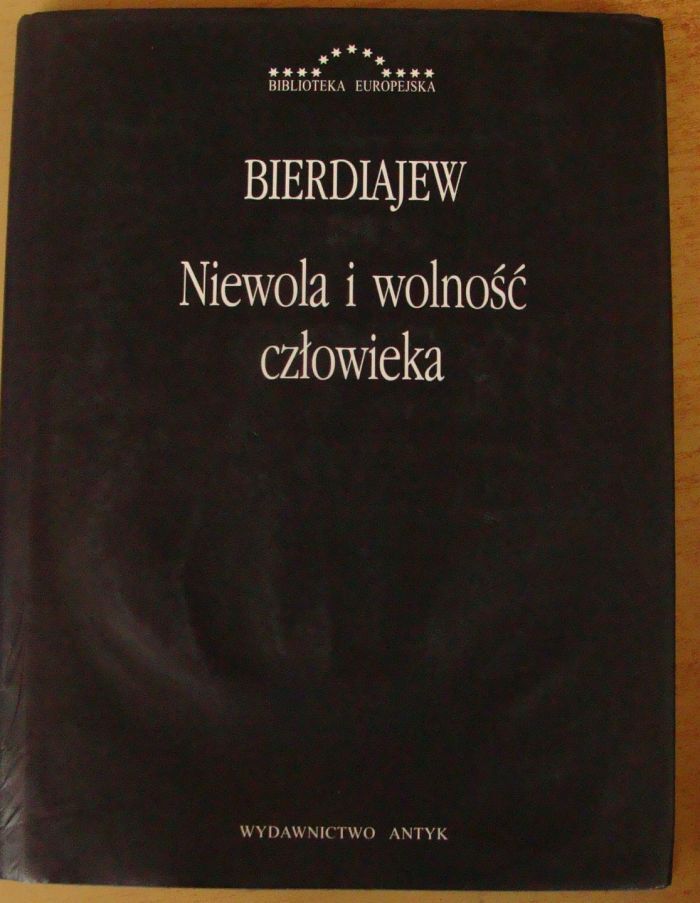 BIBLIOTEKA EUROPEJSKA
BIERDIAJEW
Niewola i wolność
człowieka
WYDAWNICTWO ANTYK